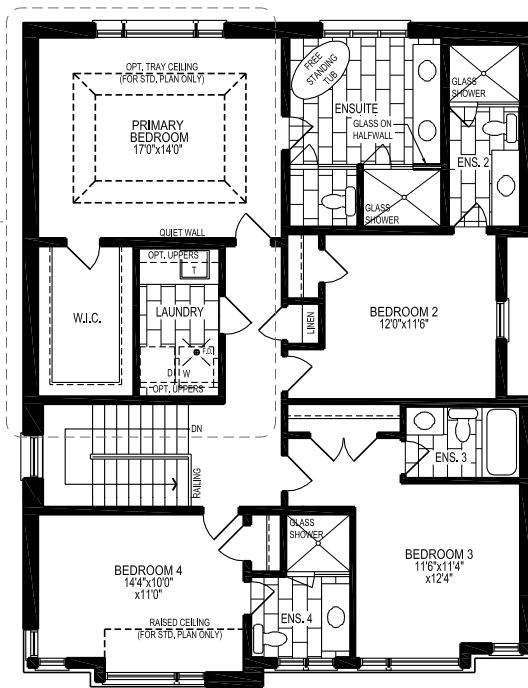 OPT. TRAY CEILING
(FOR STD. PLAN ONLY)
PRIMARY
BEDROOM
17'0"x14'0"
QUIET WALL
FREE
STANDING
TUB
ENSUITE
GLASS ON
HALFWALL
GLASS
SHOWER
GLASS
SHOWER
ENS. 2
W.I.C.
OPT. UPPERS
T
LAUNDRY
F.D.
D
W
OPT. UPPERS
LINEN
BEDROOM 2
12'0"x11'6"
DN
RAILING
ENS. 3
BEDROOM 3
11'6"x11'4"
x12'4"
BEDROOM 4
14'4"x10'0"
x11'0"
RAISED CEILING
(FOR STD. PLAN ONLY)
GLASS
SHOWER
ENS. 4